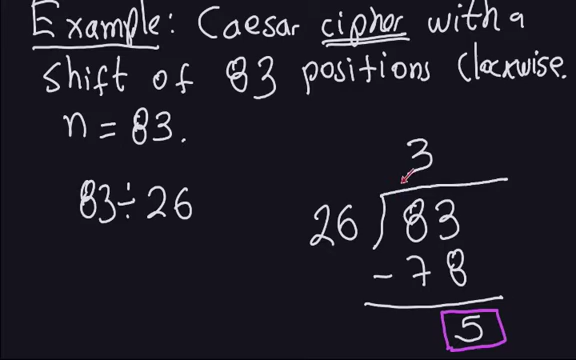 Example: Caesar cipher with a
shift of 83 positions Clockwise.
n = 83.
83 ÷ 26
3
26 ) 83
- 78
5